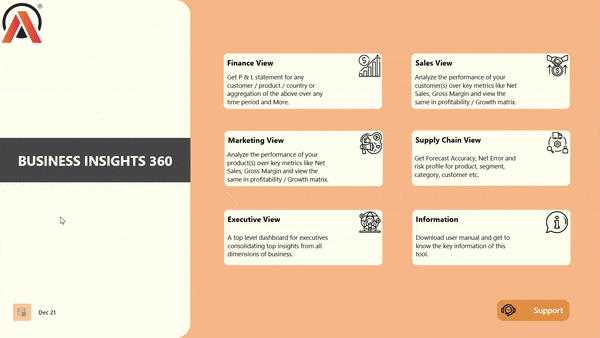 BUSINESS INSIGHTS 360
Dec 21
Finance View
Get P & L statement for any
customer / product / country or
aggregation of the above over any
time period and More.
Sales View
Analyze the performance of your
customer(s) over key metrics like Net
Sales, Gross Margin and view the
same in profitability / Growth matrix.
Marketing View
Analyze the performance of your
product(s) over key metrics like Net
Sales, Gross Margin and view the
same in profitability / Growth matrix.
Supply Chain View
Get Forecast Accuracy, Net Error and
risk profile for product, segment,
category, customer etc.
Executive View
A top level dashboard for executives
consolidating top insights from all
dimensions of business.
Information
Download user manual and get to
know the key information of this
tool.
Support